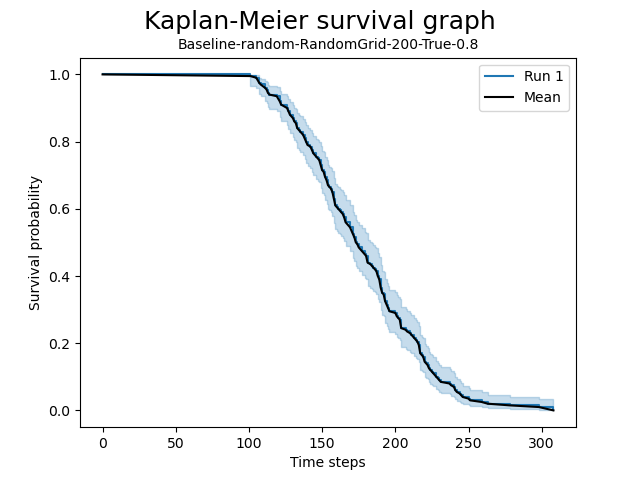 Kaplan-Meier survival graph
Baseline-random-RandomGrid-200-True-0.8
Run 1
Mean
Survival probability
1.0
0.8
0.6
0.4
0.2
0.0
0 50 100 150 200 250 300
Time steps